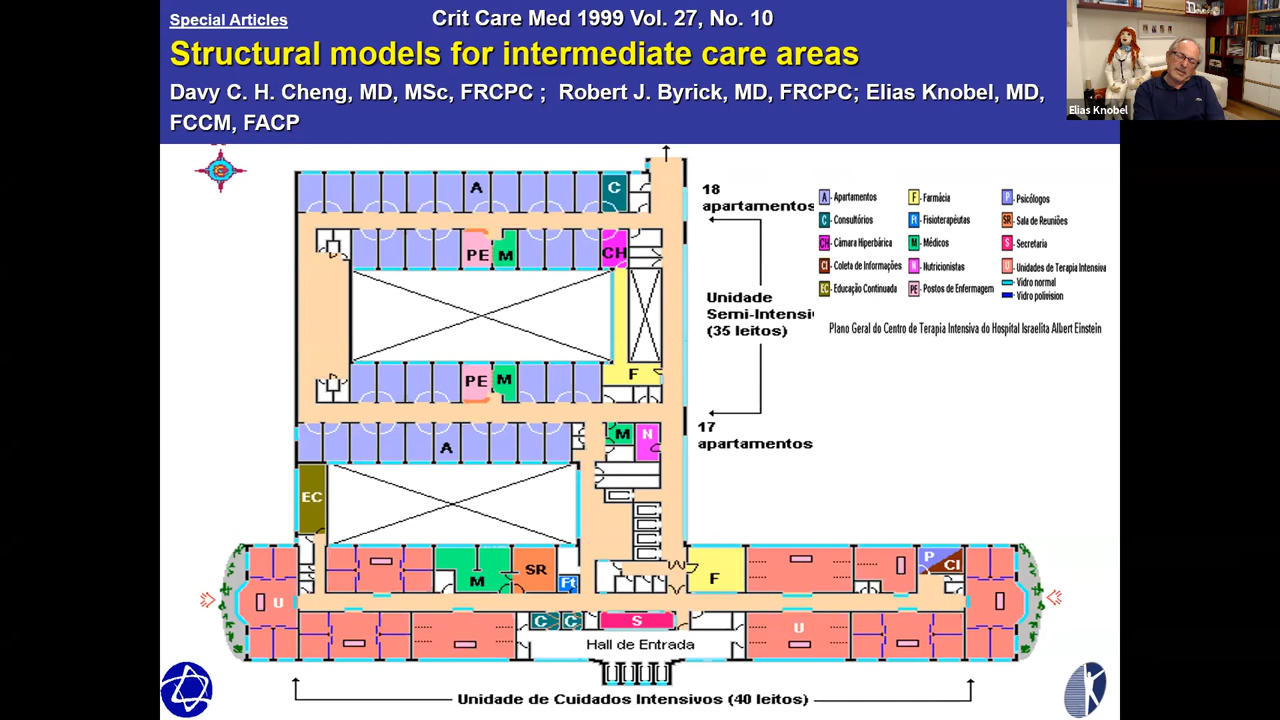 Special Articles
Crit Care Med 1999 Vol. 27, No. 10
Structural models for intermediate care areas
Davy C. H. Cheng, MD, MSc, FRCPC ; Robert J. Byrick, MD, FRCPC; Elias Knobel, MD,
FCCM, FACP
Elias Knobel
A
C
PE
M
CH
PE
M
F
A
M
N
EC
U
M
SR
Ft
F
P
CI
C
C
S
U
Hall de Entrada
18
apartamentos
Unidade
Semi-Intensi
(35 leitos)
17
apartamentos
A - Apartamentos
C - Consultórios
CH - Câmara Hiperbárica
CI - Coleta de Informações
EC - Educação Continuada
F - Farmácia
Ft - Fisioterapéutas
M - Médicos
N - Nutricionistas
PE - Postos de Enfermagem
P - Psicólogos
SR - Sala de Reuniões
S - Secretaria
U - Unidades de Terapia Intensiva
- Vidro normal
- Vidro polivision
Plano Geral do Centro de Terapia Intensiva do Hospital Israelita Albert Einstein
Unidade de Cuidados Intensivos (40 leitos)